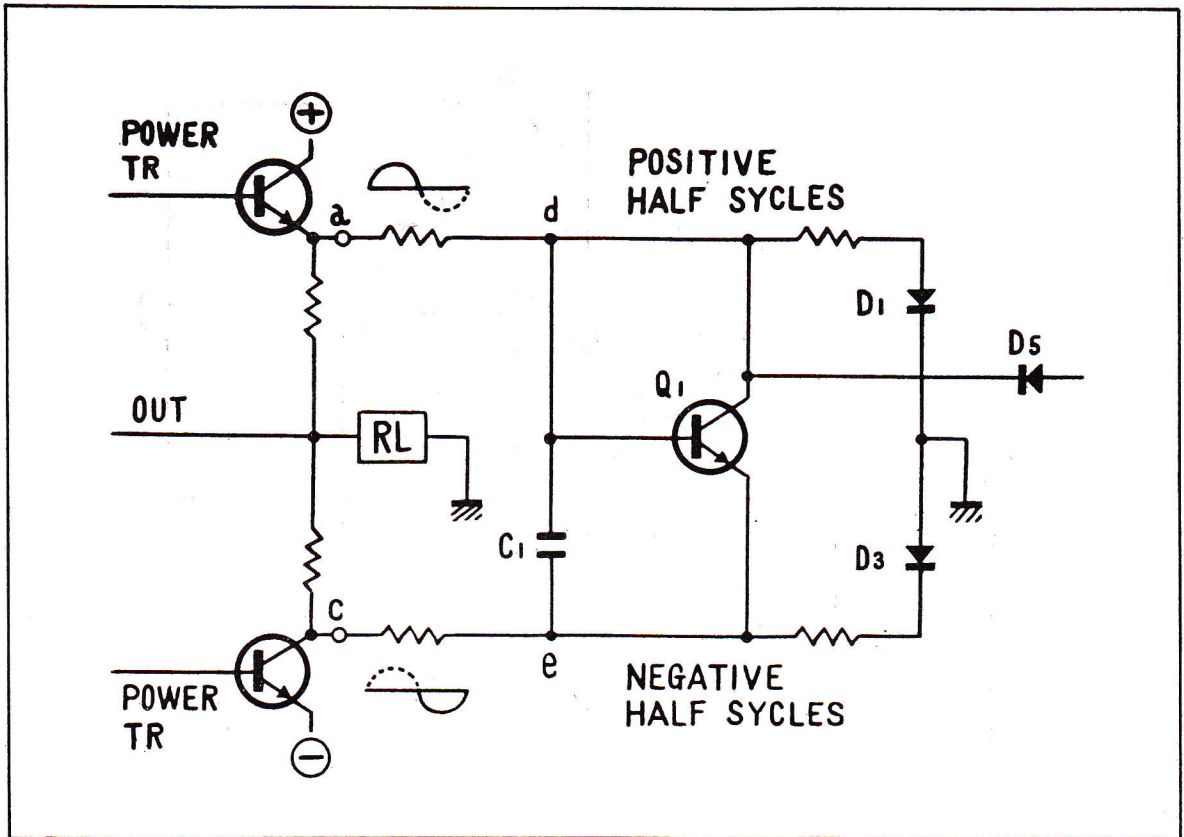 +
POWER
TR
a
d
POSITIVE
HALF SYCLES
D1
D5
Q1
OUT
RL
C1
D3
c
e
POWER
TR
NEGATIVE
HALF SYCLES
−